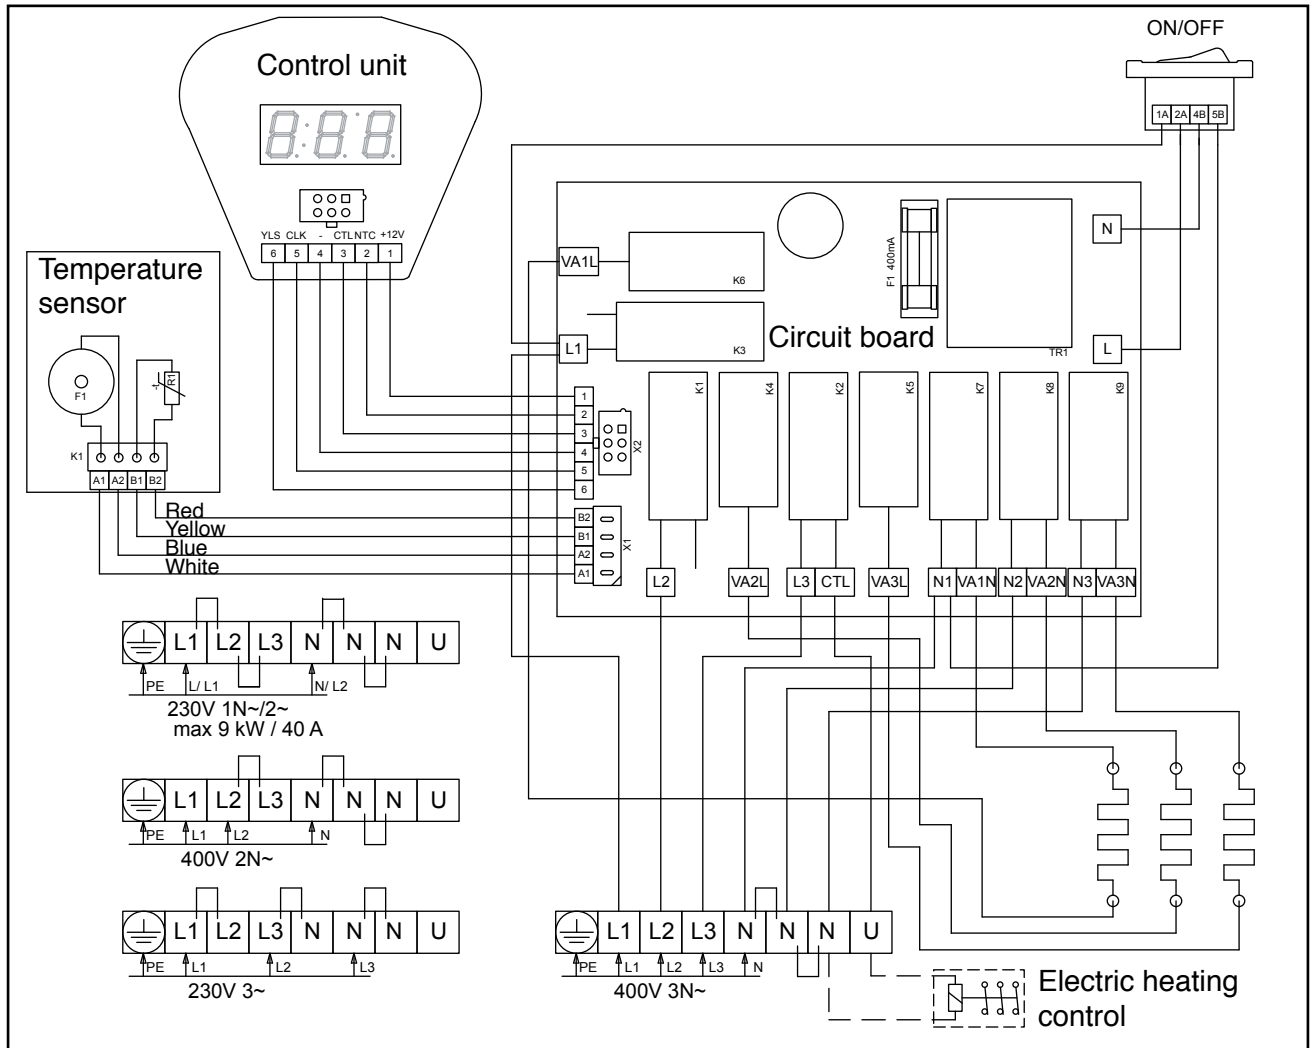 ON/OFF
Control unit
1A 2A 4B 5B
YLS CLK - CTL NTC +12V
6 5 4 3 2 1
Temperature
sensor
F1
R1
-t
K1
A1 A2 B1 B2
Red
Yellow
Blue
White
VA1L
K6
F1 400mA
N
L1
K3
Circuit board
TR1
L
1
2
3
4
5
6
X2
B2
B1
A2
A1
X1
K1
K4
K2
K5
K7
K8
K9
L2 VA2L L3 CTL VA3L N1 VA1N N2 VA2N N3 VA3N
L1 L2 L3 N N N U
PE L/ L1 N/ L2
230V 1N~/2~
max 9 kW / 40 A
L1 L2 L3 N N N U
PE L1 L2 N
400V 2N~
L1 L2 L3 N N N U
PE L1 L2 L3
230V 3~
L1 L2 L3 N N N U
PE L1 L2 L3 N
400V 3N~
Electric heating
control